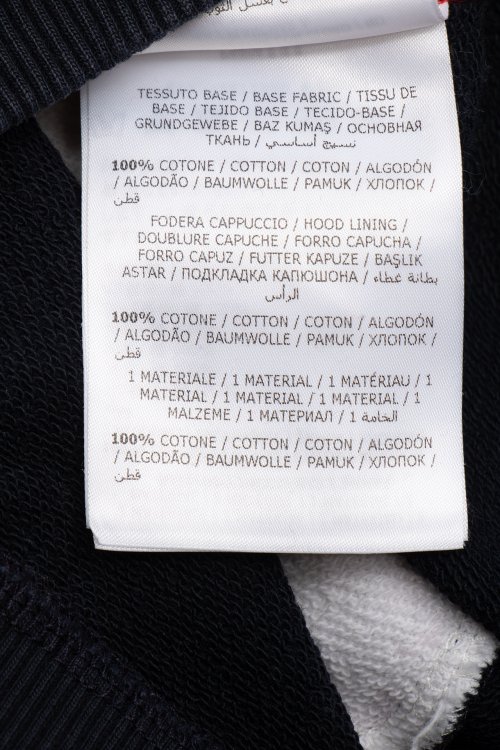 TESSUTO BASE / BASE FABRIC / TISSU DE
BASE / TEJIDO BASE / TECIDO-BASE /
GRUNDGEWEBE / BAZ KUMAŞ / ОСНОВНАЯ
ТКАНЬ / نسيج أساسي /
100% COTONE / COTTON / COTON / ALGODÓN
/ ALGODÃO / BAUMWOLLE / PAMUK / ХЛОПОК /
قطن
FODERA CAPPUCCIO / HOOD LINING /
DOUBLURE CAPUCHE / FORRO CAPUCHA /
FORRO CAPUZ / FUTTER KAPUZE / BAŞLIK
ASTAR / ПОДКЛАДКА КАПЮШОНА / بطانة غطاء
الرأس
100% COTONE / COTTON / COTON / ALGODÓN
/ ALGODÃO / BAUMWOLLE / PAMUK / ХЛОПОК /
قطن
1 MATERIALE / 1 MATERIAL / 1 MATÉRIAU / 1
MATERIAL / 1 MATERIAL / 1 MATERIAL / 1
MALZEME / 1 МАТЕРИАЛ / 1 الخامة
100% COTONE / COTTON / COTON / ALGODÓN
/ ALGODÃO / BAUMWOLLE / PAMUK / ХЛОПОК /
قطن